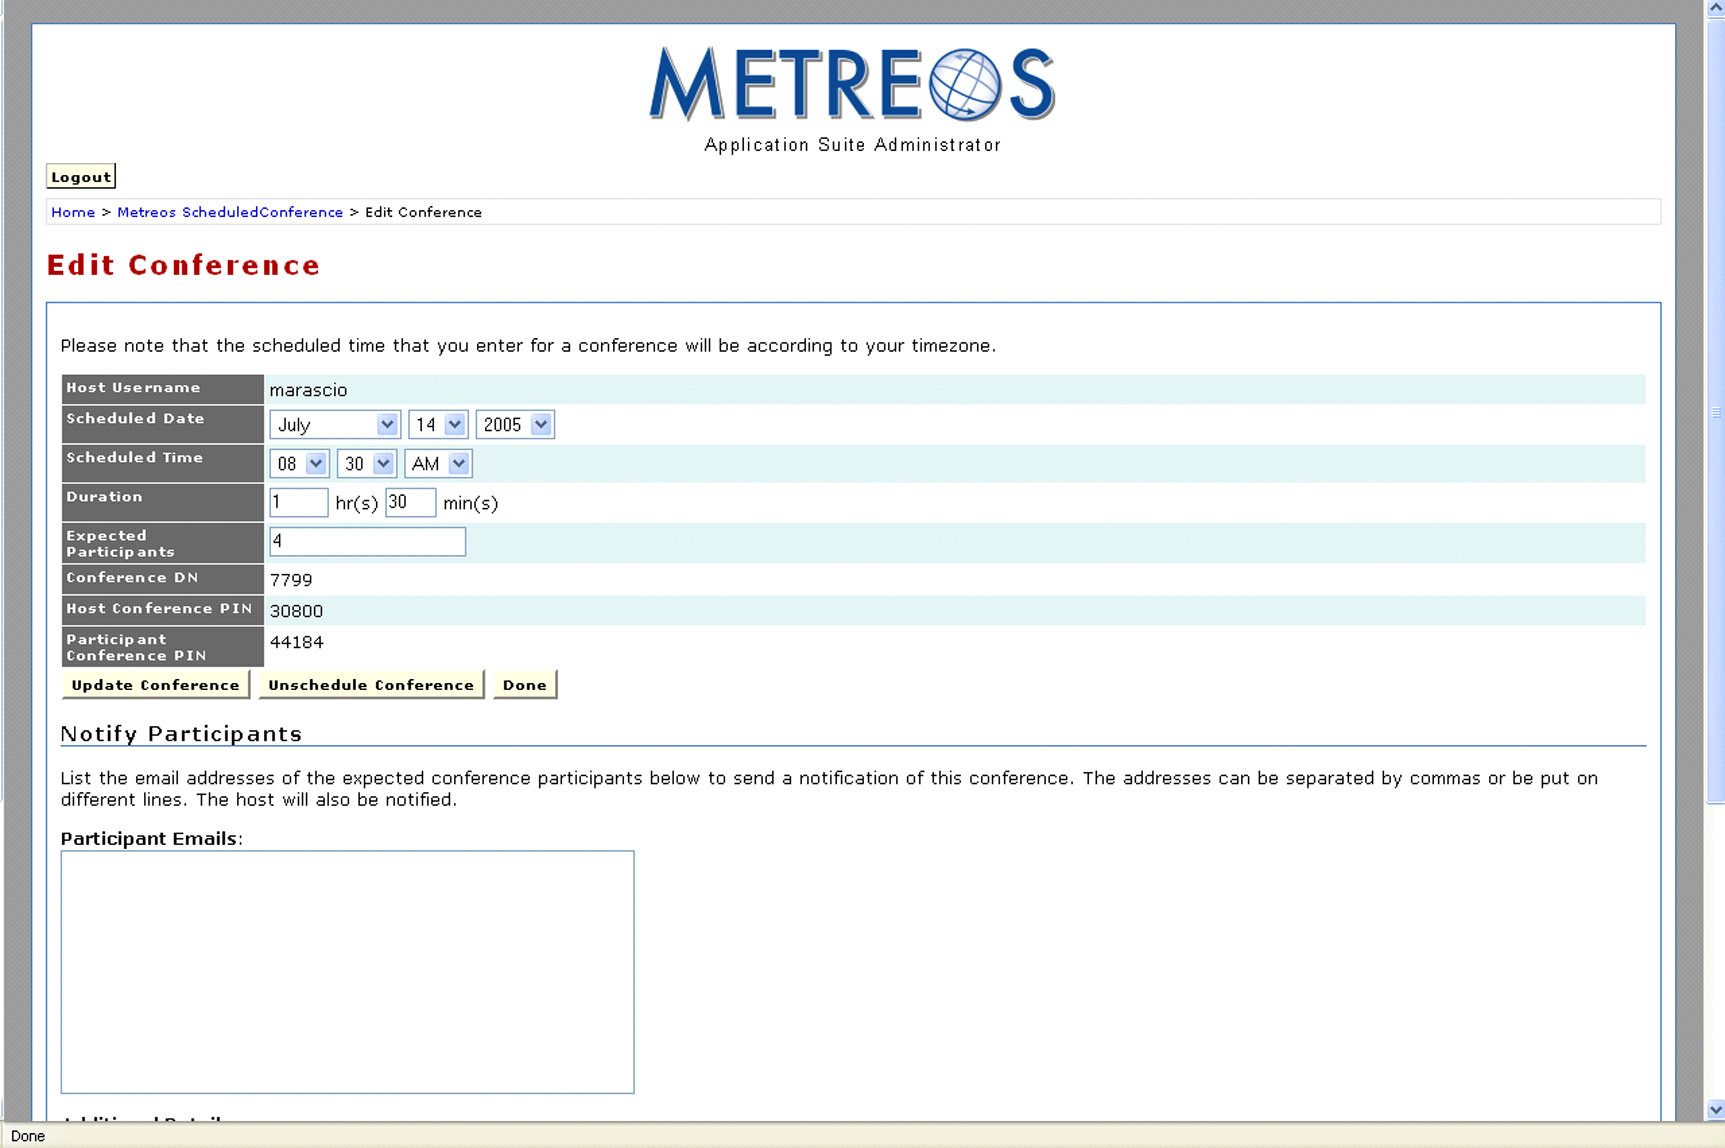 METREOS
Application Suite Administrator
Logout
Home > Metreos ScheduledConference > Edit Conference
Edit Conference
Please note that the scheduled time that you enter for a conference will be according to your timezone.
Host Username marascio
Scheduled Date July 14 2005
Scheduled Time 08 30 AM
Duration 1 hr(s) 30 min(s)
Expected
Participants 4
Conference DN 7799
Host Conference PIN 30800
Participant
Conference PIN 44184
Update Conference Unschedule Conference Done
Notify Participants
List the email addresses of the expected conference participants below to send a notification of this conference. The addresses can be separated by commas or be put on
different lines. The host will also be notified.
Participant Emails:
Done